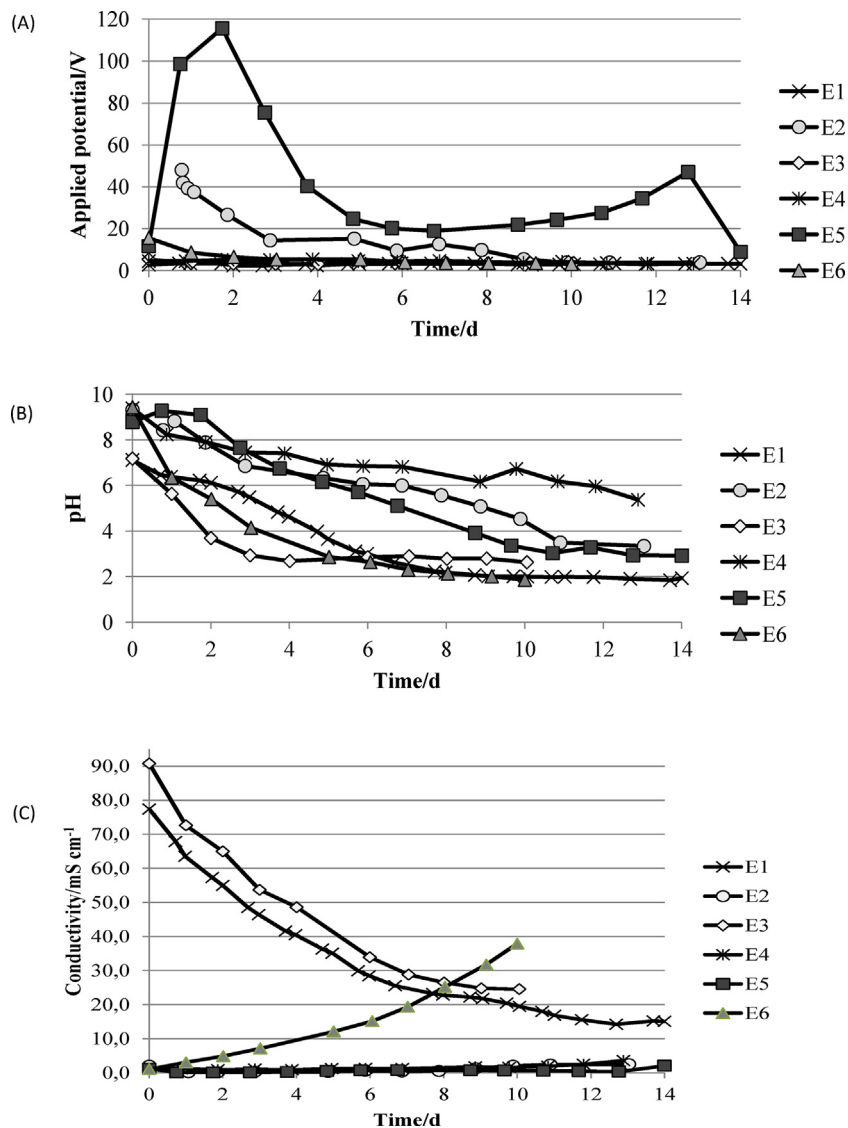 (A)
Applied potential/V
120
100
80
60
40
20
0
0 2 4 6 8 10 12 14
Time/d
E1
E2
E3
E4
E5
E6
(B)
pH
10
8
6
4
2
0
0 2 4 6 8 10 12 14
Time/d
E1
E2
E3
E4
E5
E6
(C)
Conductivity/mS cm⁻¹
90,0
80,0
70,0
60,0
50,0
40,0
30,0
20,0
10,0
0,0
0 2 4 6 8 10 12 14
Time/d
E1
E2
E3
E4
E5
E6